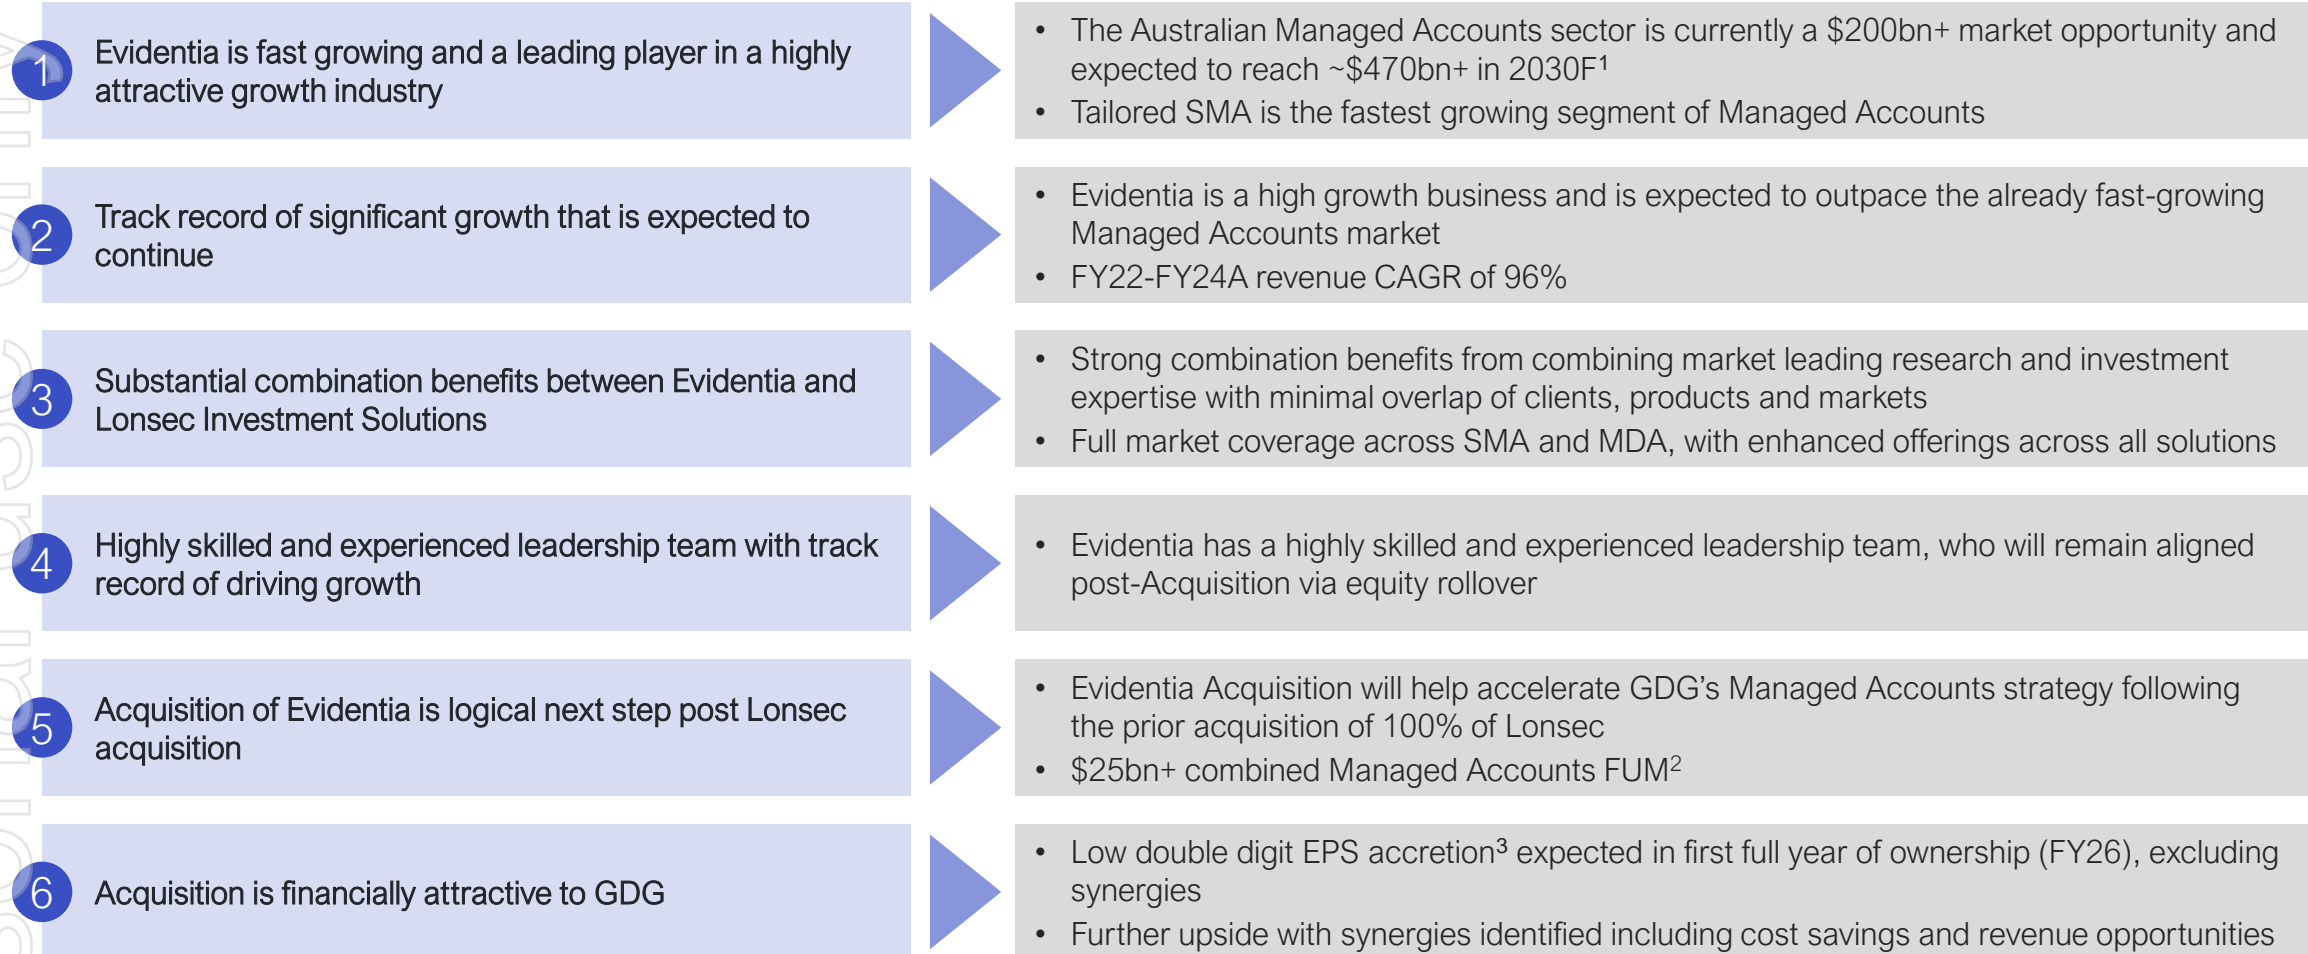 1
Evidentia is fast growing and a leading player in a highly
attractive growth industry
• The Australian Managed Accounts sector is currently a $200bn+ market opportunity and
expected to reach ~$470bn+ in 2030F¹
• Tailored SMA is the fastest growing segment of Managed Accounts
2
Track record of significant growth that is expected to
continue
• Evidentia is a high growth business and is expected to outpace the already fast-growing
Managed Accounts market
• FY22-FY24A revenue CAGR of 96%
3
Substantial combination benefits between Evidentia and
Lonsec Investment Solutions
• Strong combination benefits from combining market leading research and investment
expertise with minimal overlap of clients, products and markets
• Full market coverage across SMA and MDA, with enhanced offerings across all solutions
4
Highly skilled and experienced leadership team with track
record of driving growth
• Evidentia has a highly skilled and experienced leadership team, who will remain aligned
post-Acquisition via equity rollover
5
Acquisition of Evidentia is logical next step post Lonsec
acquisition
• Evidentia Acquisition will help accelerate GDG’s Managed Accounts strategy following
the prior acquisition of 100% of Lonsec
• $25bn+ combined Managed Accounts FUM²
6
Acquisition is financially attractive to GDG
• Low double digit EPS accretion³ expected in first full year of ownership (FY26), excluding
synergies
• Further upside with synergies identified including cost savings and revenue opportunities